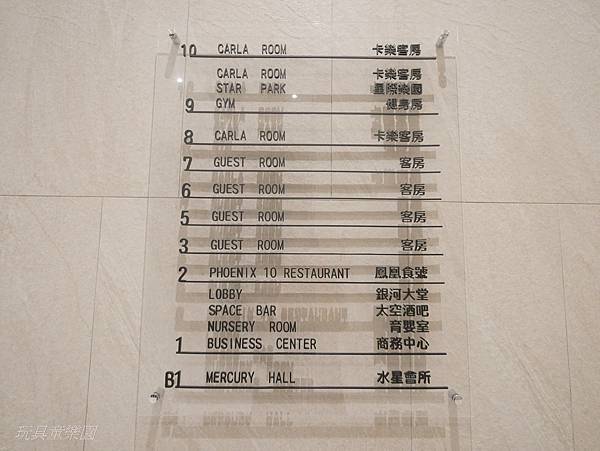 10 CARLA ROOM 卡樂客房
CARLA ROOM 卡樂客房
STAR PARK 星際樂園
9 GYM 健身房
8 CARLA ROOM 卡樂客房
7 GUEST ROOM 客房
6 GUEST ROOM 客房
5 GUEST ROOM 客房
3 GUEST ROOM 客房
2 PHOENIX 10 RESTAURANT 鳳凰食號
LOBBY 銀河大堂
SPACE BAR 太空酒吧
NURSERY ROOM 育嬰室
1 BUSINESS CENTER 商務中心
B1 MERCURY HALL 水星會所
玩具童樂園